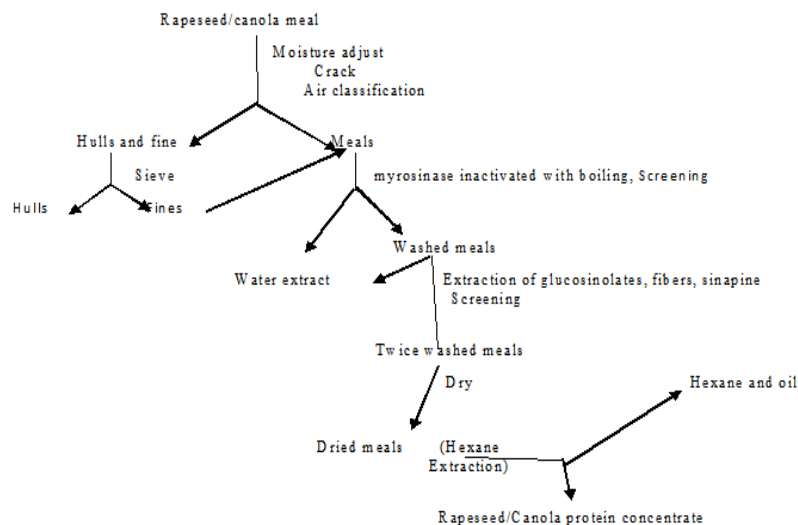 Rapeseed/canola meal
Moisture adjust
Crack
Air classification
Hulls and fine
Meals
Sieve
myrosinase inactivated with boiling, Screening
Hulls
Fines
Washed meals
Water extract
Extraction of glucosinolates, fibers, sinapine
Screening
Twice washed meals
Dry
Hexane and oil
Dried meals
(Hexane
Extraction)
Rapeseed/Canola protein concentrate